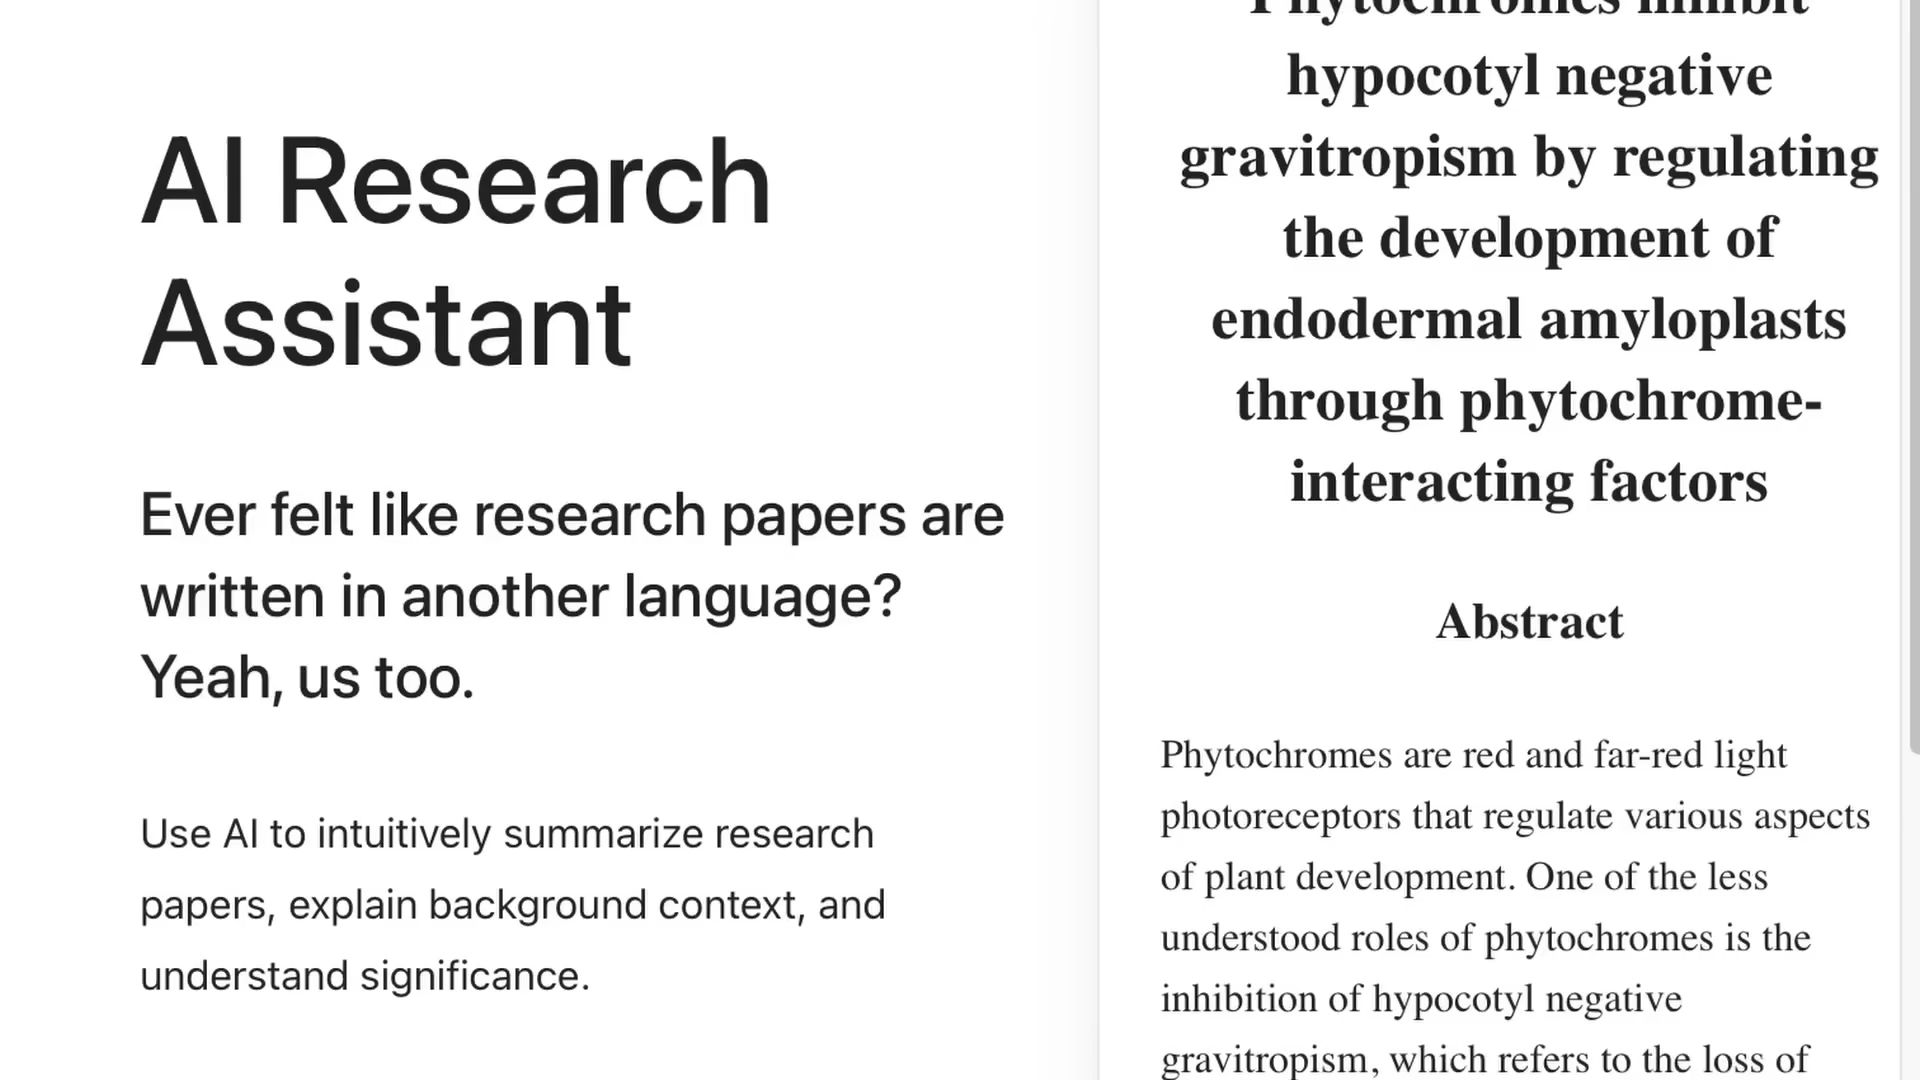 AI Research
Assistant
Ever felt like research papers are
written in another language?
Yeah, us too.
Use AI to intuitively summarize research
papers, explain background context, and
understand significance.
Phytochromes inhibit
hypocotyl negative
gravitropism by regulating
the development of
endodermal amyloplasts
through phytochrome-
interacting factors
Abstract
Phytochromes are red and far-red light
photoreceptors that regulate various aspects
of plant development. One of the less
understood roles of phytochromes is the
inhibition of hypocotyl negative
gravitropism, which refers to the loss of